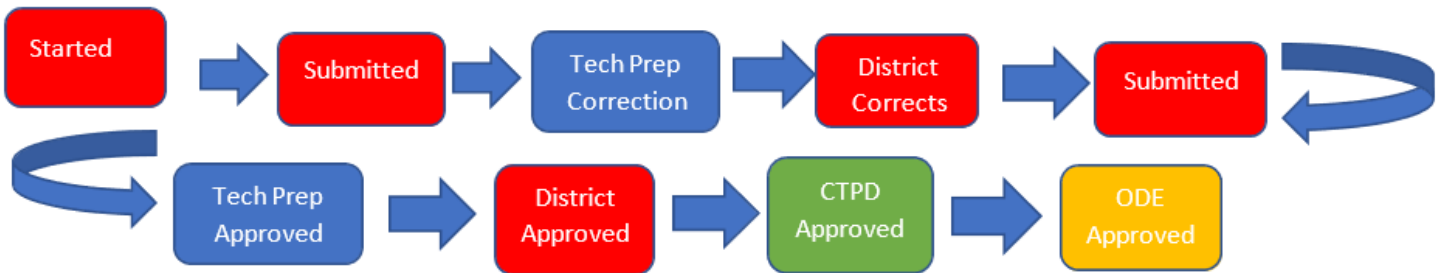 Started
Submitted
Tech Prep
Correction
District
Corrects
Submitted
Tech Prep
Approved
District
Approved
CTPD
Approved
ODE
Approved